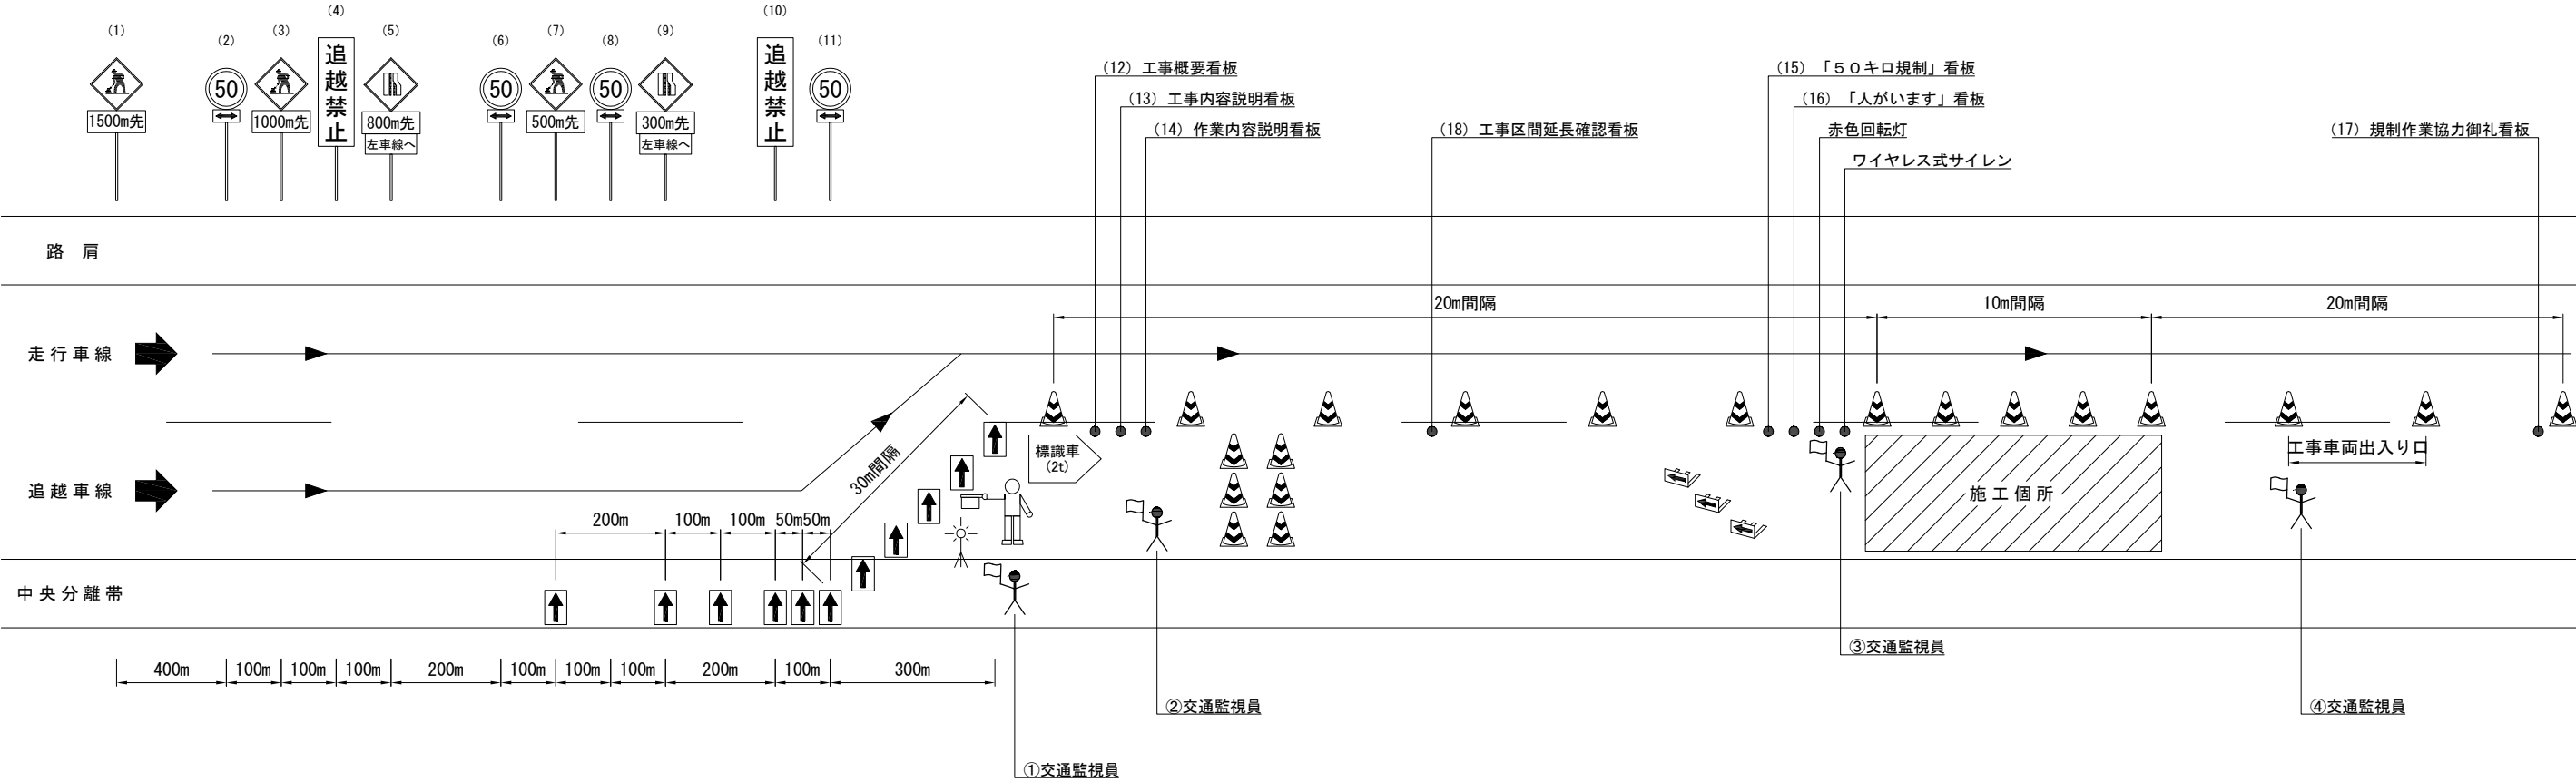 (1)
(2)
(3)
(4)
(5)
(6)
(7)
(8)
(9)
(10)
(11)
1500m先
50
1000m先
追越禁止
800m先
左車線へ
50
500m先
50
300m先
左車線へ
追越禁止
50
(12) 工事概要看板
(13) 工事内容説明看板
(14) 作業内容説明看板
(18) 工事区間延長確認看板
(15) 「50キロ規制」看板
(16) 「人がいます」看板
赤色回転灯
ワイヤレス式サイレン
(17) 規制作業協力御礼看板
路 肩
20m間隔
10m間隔
20m間隔
走行車線
30m間隔
標識車
(2t)
工事車両出入り口
追越車線
施工個所
200m
100m
100m
50m
50m
中央分離帯
400m
100m
100m
100m
200m
100m
100m
100m
200m
100m
300m
③交通監視員
②交通監視員
④交通監視員
①交通監視員